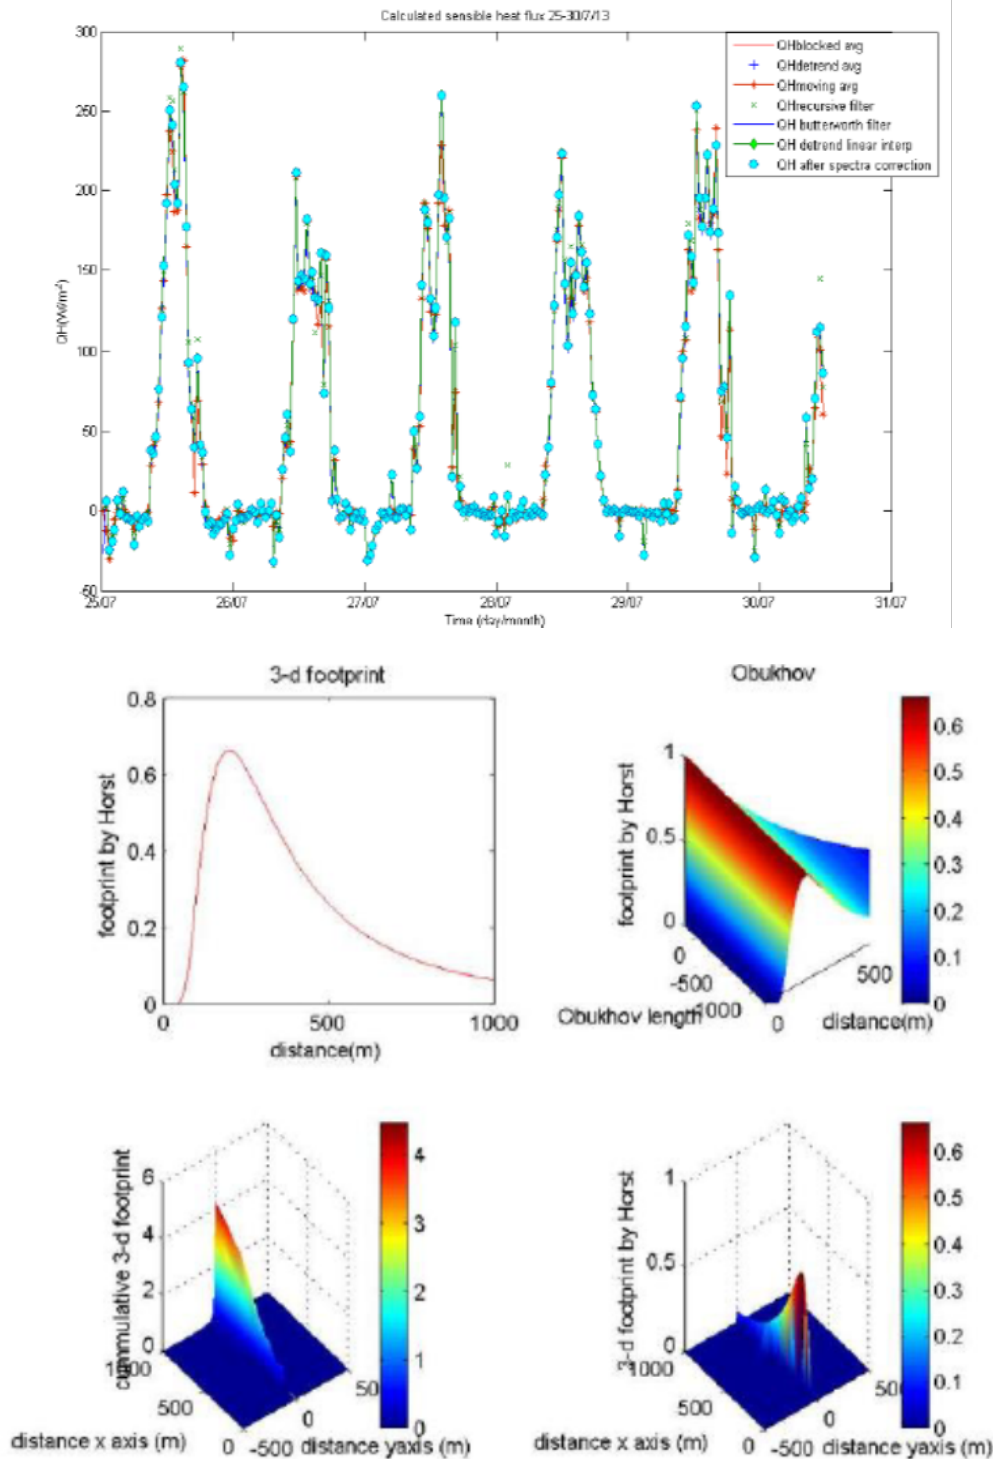 Calculated sensible heat flux 25-30/7/13
300
250
200
150
100
50
0
-50
QH(W/m-2)
QHblocked avg
QHdetrend avg
QHmoving avg
QHrecursive filter
QH butterworth filter
QH detrend linear interp
QH after spectra correction
25/07 26/07 27/07 28/07 29/07 30/07 31/07
Time (day/month)
3-d footprint
0.8
0.6
0.4
0.2
0
footprint by Horst
0 500 1000
distance(m)
Obukhov
1
0.5
0
footprint by Horst
0
-500
-1000
Obukhov length
0
500
distance(m)
0.6
0.5
0.4
0.3
0.2
0.1
0
6
4
2
0
cummulative 3-d footprint
1000
500
0
distance x axis (m)
-500
0
50
distance yaxis (m)
4
3
2
1
0
1
0.5
0
3-d footprint by Horst
1000
500
0
distance x axis (m)
-500
0
50
distance yaxis (m)
0.6
0.5
0.4
0.3
0.2
0.1
0